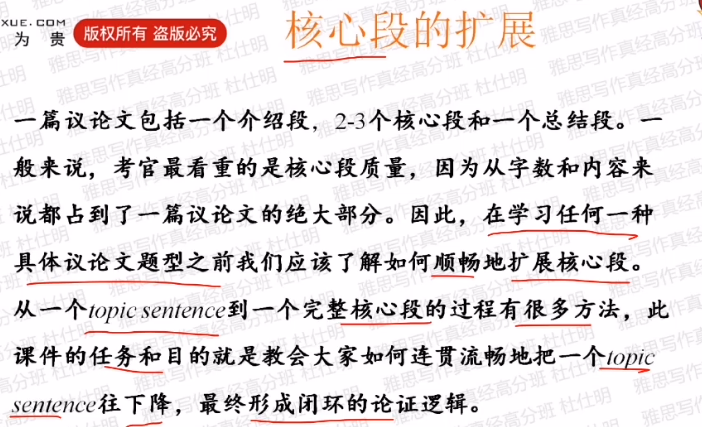 XUE.COM
为 贵
版权所有 盗版必究
核心段的扩展
一篇议论文包括一个介绍段，2-3个核心段和一个总结段。一
般来说，考官最看重的是核心段质量，因为从字数和内容来
说都占到了一篇议论文的绝大部分。因此，在学习任何一种
具体议论文题型之前我们应该了解如何顺畅地扩展核心段。
从一个topic sentence到一个完整核心段的过程有很多方法，此
课件的任务和目的就是教会大家如何连贯流畅地把一个topic
sentence往下降，最终形成闭环的论证逻辑。
雅思写作真经高分班 杜仕明